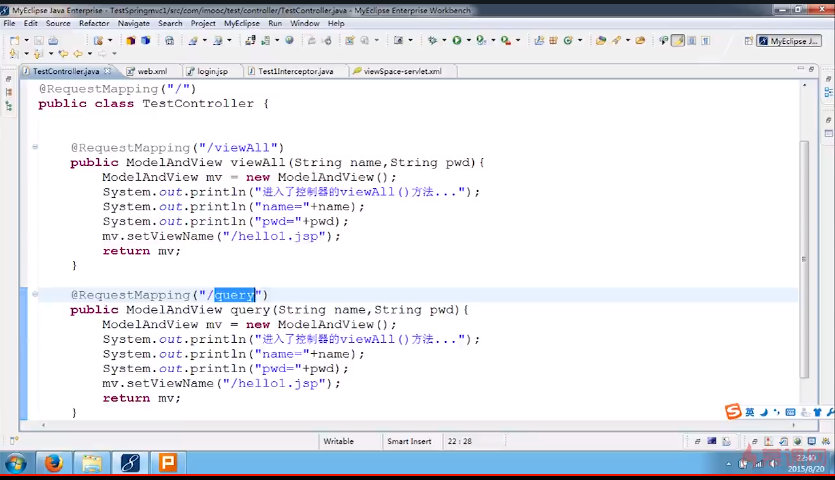 MyEclipse Java Enterprise - TestSpringmvc1/src/com/imooc/test/controller/TestController.java - MyEclipse Enterprise Workbench
File Edit Source Refactor Navigate Search Project MyEclipse Run Window Help
MyEclipse J...
TestController.java web.xml login.jsp Test1Interceptor.java viewSpace-servlet.xml
@RequestMapping("/")
public class TestController {
@RequestMapping("/viewAll")
public ModelAndView viewAll(String name,String pwd){
ModelAndView mv = new ModelAndView();
System.out.println("进入了控制器的viewAll()方法...");
System.out.println("name="+name);
System.out.println("pwd="+pwd);
mv.setViewName("/hello1.jsp");
return mv;
}
@RequestMapping("/query")
public ModelAndView query(String name,String pwd){
ModelAndView mv = new ModelAndView();
System.out.println("进入了控制器的viewAll()方法...");
System.out.println("name="+name);
System.out.println("pwd="+pwd);
mv.setViewName("/hello1.jsp");
return mv;
}
英
Writable Smart Insert 22 : 28
22:40
2015/8/20